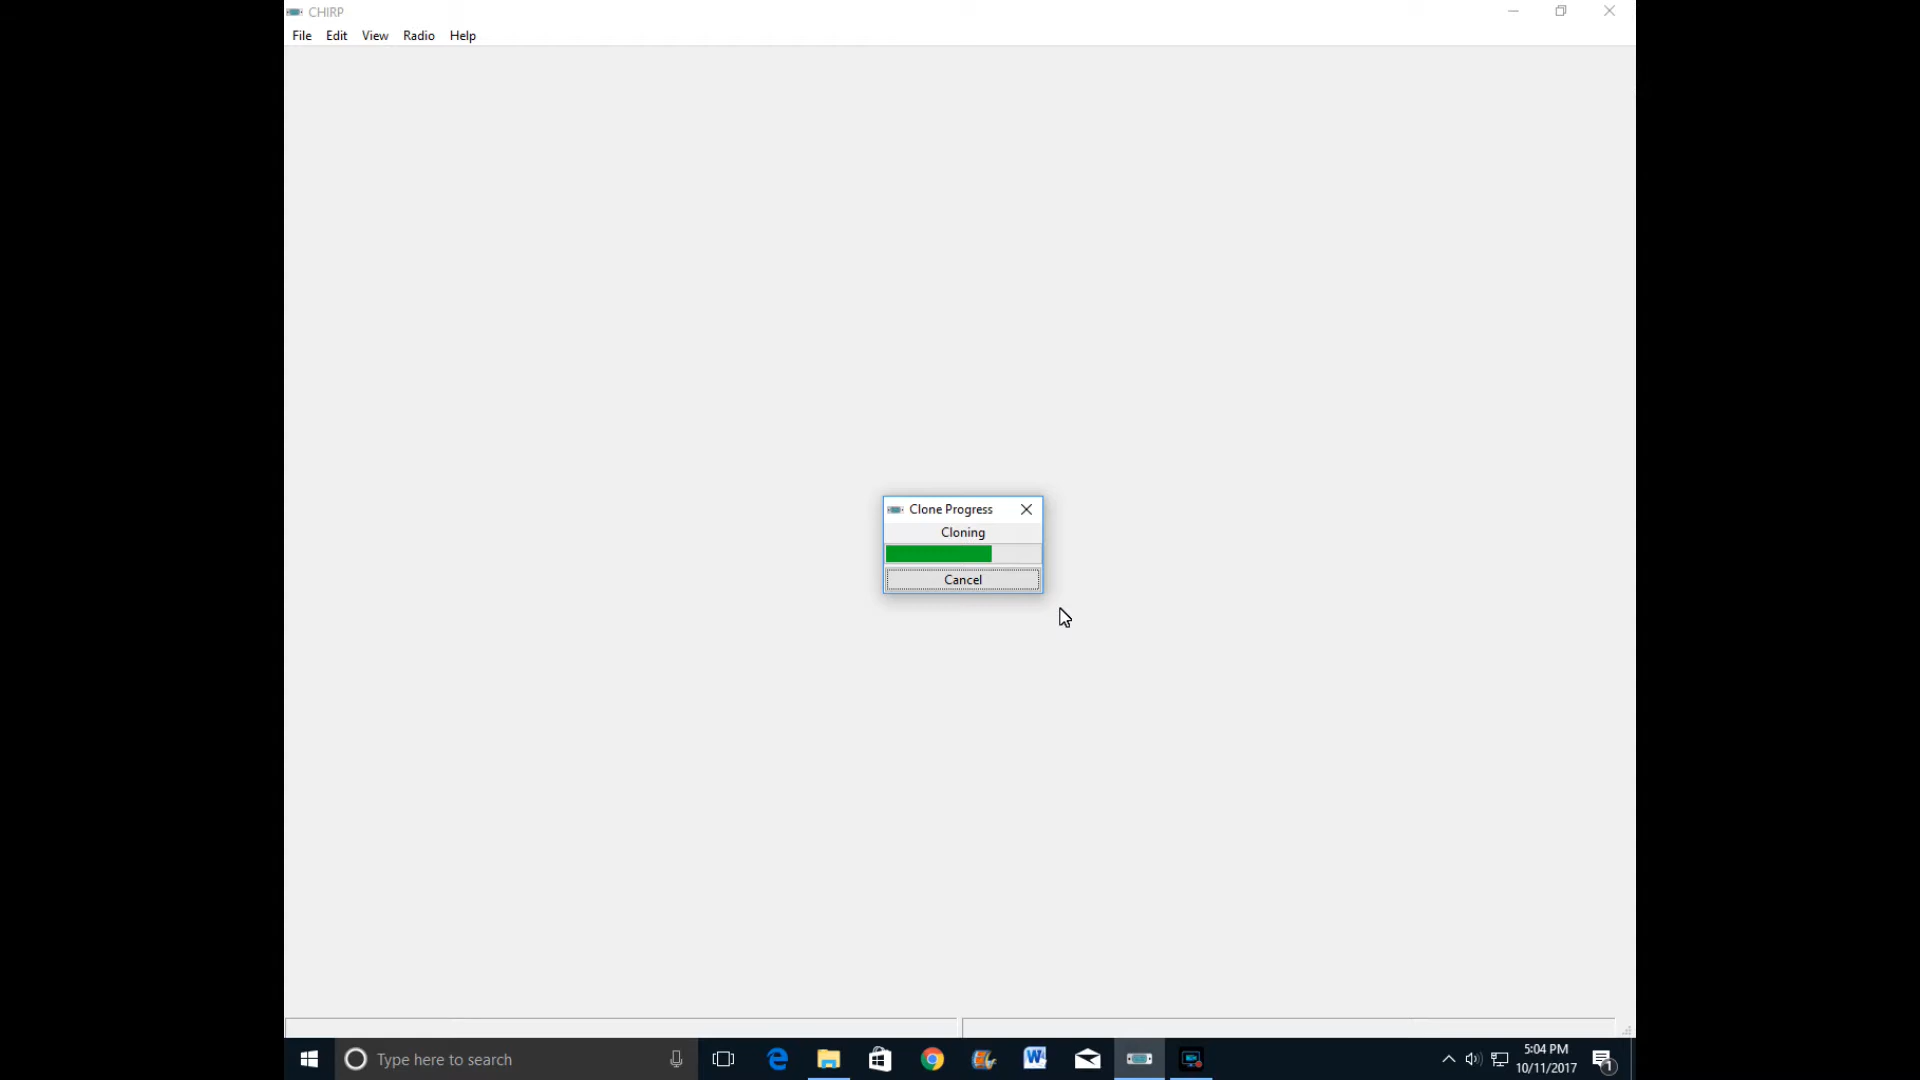 CHIRP
File Edit View Radio Help
Clone Progress
Cloning
Cancel
Type here to search
5:04 PM
10/11/2017
1